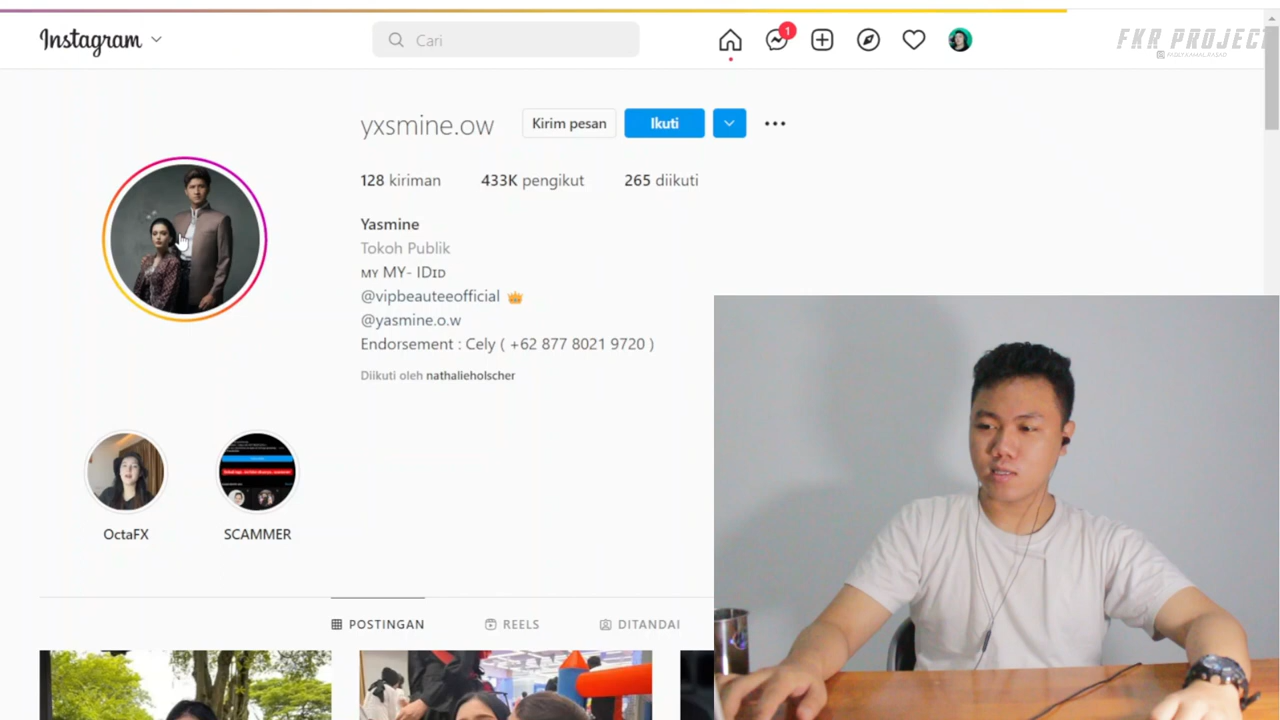 Instagram
Cari
1
FKR PROJECT
yxsmine.ow
Kirim pesan
Ikuti
128 kiriman
433K pengikut
265 diikuti
Yasmine
Tokoh Publik
ᴍʏ MY- IDɪᴅ
@vipbeauteeofficial 👑
@yasmine.o.w
Endorsement : Cely ( +62 877 8021 9720 )
Diikuti oleh nathalieholscher
OctaFX
SCAMMER
POSTINGAN
REELS
DITANDAI